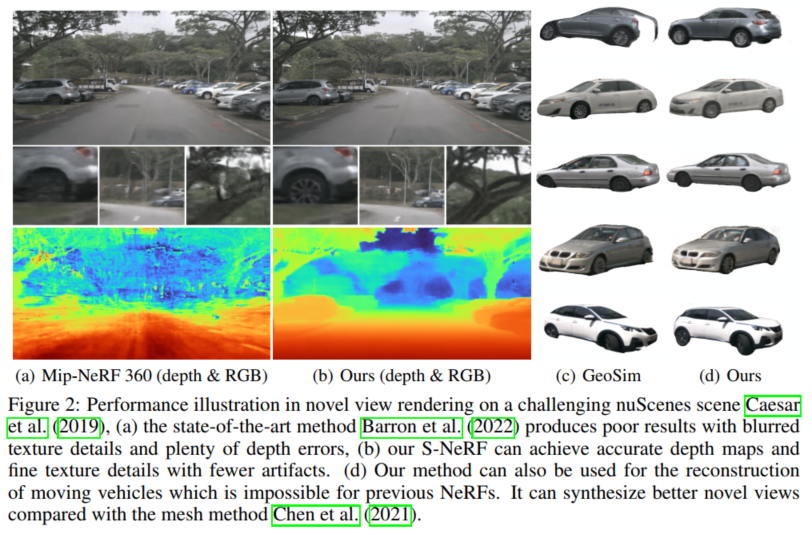 (a) Mip-NeRF 360 (depth & RGB)
(b) Ours (depth & RGB)
(c) GeoSim
(d) Ours
Figure 2: Performance illustration in novel view rendering on a challenging nuScenes scene Caesar
et al. (2019), (a) the state-of-the-art method Barron et al. (2022) produces poor results with blurred
texture details and plenty of depth errors, (b) our S-NeRF can achieve accurate depth maps and
fine texture details with fewer artifacts. (d) Our method can also be used for the reconstruction
of moving vehicles which is impossible for previous NeRFs. It can synthesize better novel views
compared with the mesh method Chen et al. (2021).